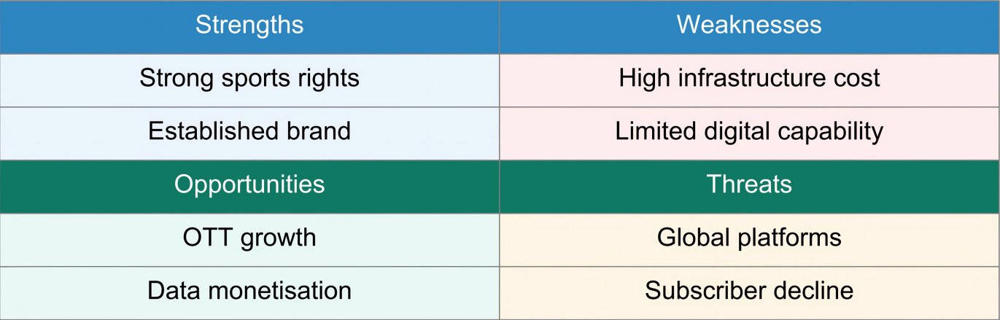 Strengths
Weaknesses
Strong sports rights
High infrastructure cost
Established brand
Limited digital capability
Opportunities
Threats
OTT growth
Global platforms
Data monetisation
Subscriber decline